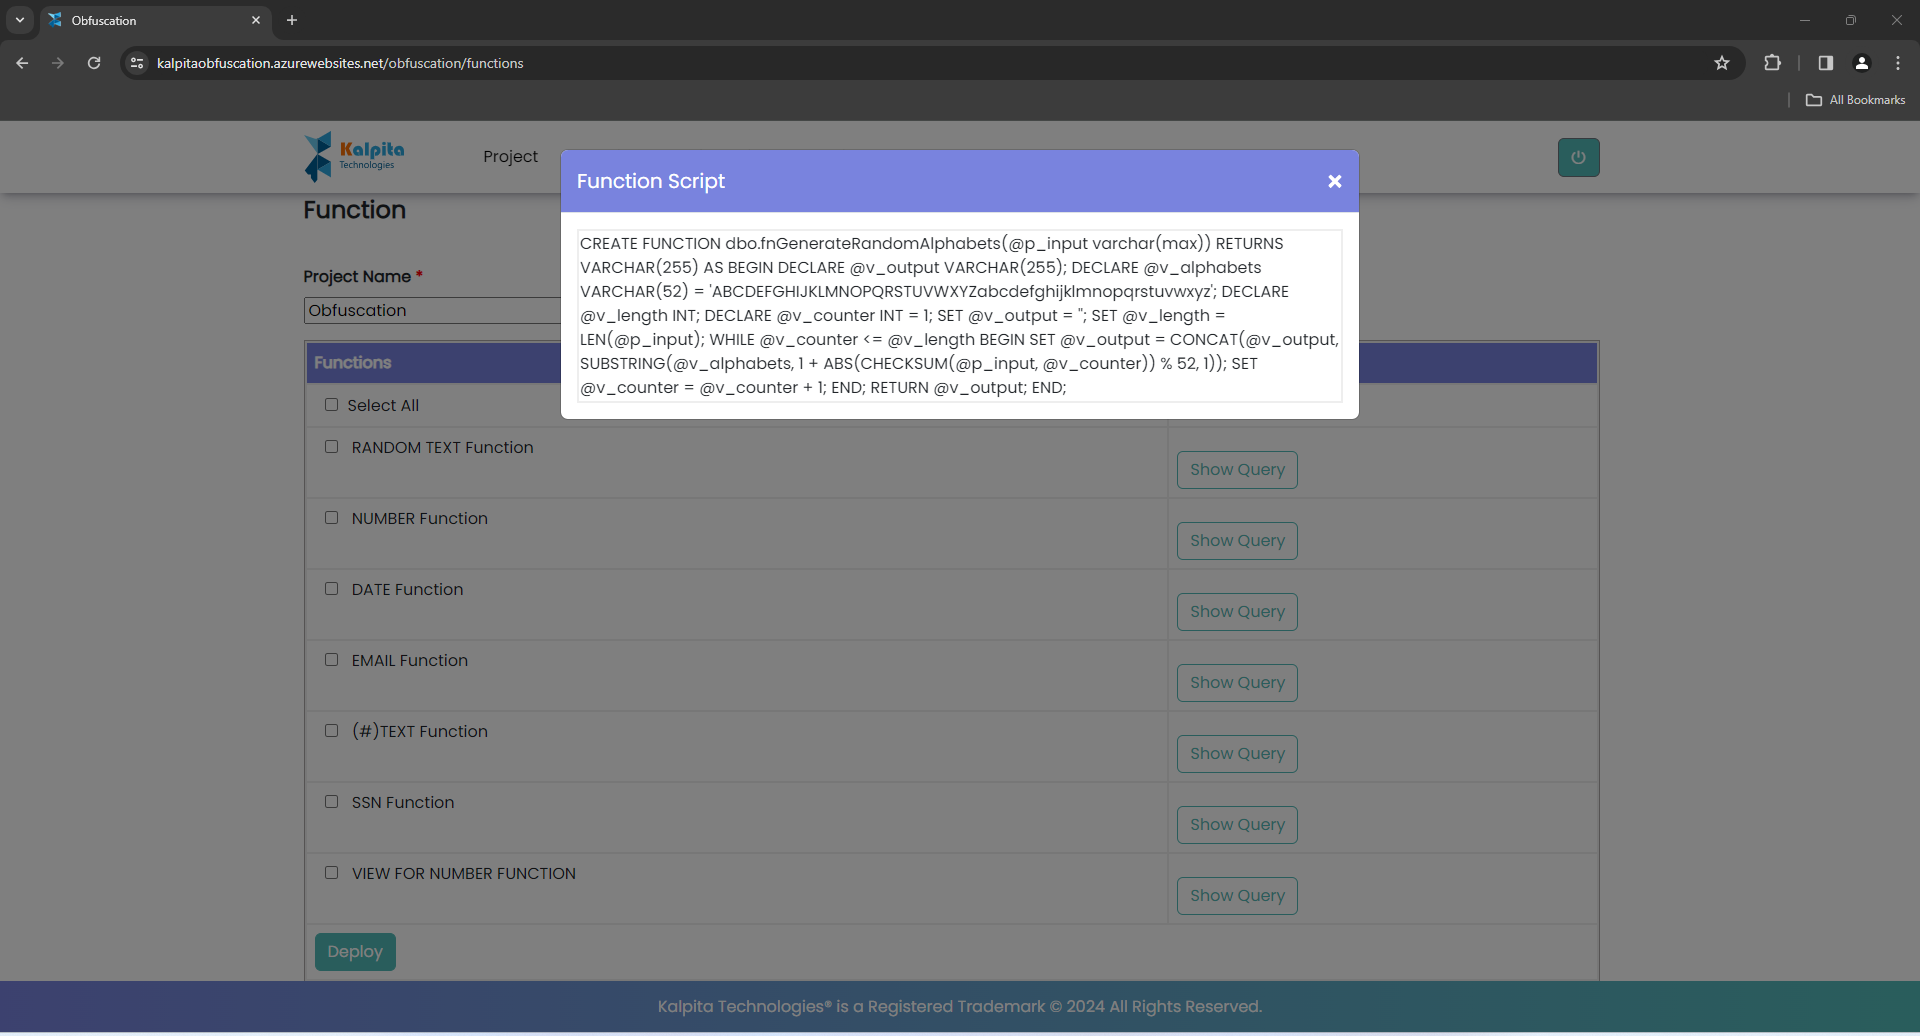 Obfuscation
kalpitaobfuscation.azurewebsites.net/obfuscation/functions
All Bookmarks
Kalpita
Technologies
Project
Function Script
CREATE FUNCTION dbo.fnGenerateRandomAlphabets(@p_input varchar(max)) RETURNS
VARCHAR(255) AS BEGIN DECLARE @v_output VARCHAR(255); DECLARE @v_alphabets
VARCHAR(52) = 'ABCDEFGHIJKLMNOPQRSTUVWXYZabcdefghijklmnopqrstuvwxyz'; DECLARE
@v_length INT; DECLARE @v_counter INT = 1; SET @v_output = ''; SET @v_length =
LEN(@p_input); WHILE @v_counter <= @v_length BEGIN SET @v_output = CONCAT(@v_output,
SUBSTRING(@v_alphabets, 1 + ABS(CHECKSUM(@p_input, @v_counter)) % 52, 1)); SET
@v_counter = @v_counter + 1; END; RETURN @v_output; END;
Function
Project Name *
Obfuscation
Functions
Select All
RANDOM TEXT Function
Show Query
NUMBER Function
Show Query
DATE Function
Show Query
EMAIL Function
Show Query
(#)TEXT Function
Show Query
SSN Function
Show Query
VIEW FOR NUMBER FUNCTION
Show Query
Deploy
Kalpita Technologies® is a Registered Trademark © 2024 All Rights Reserved.